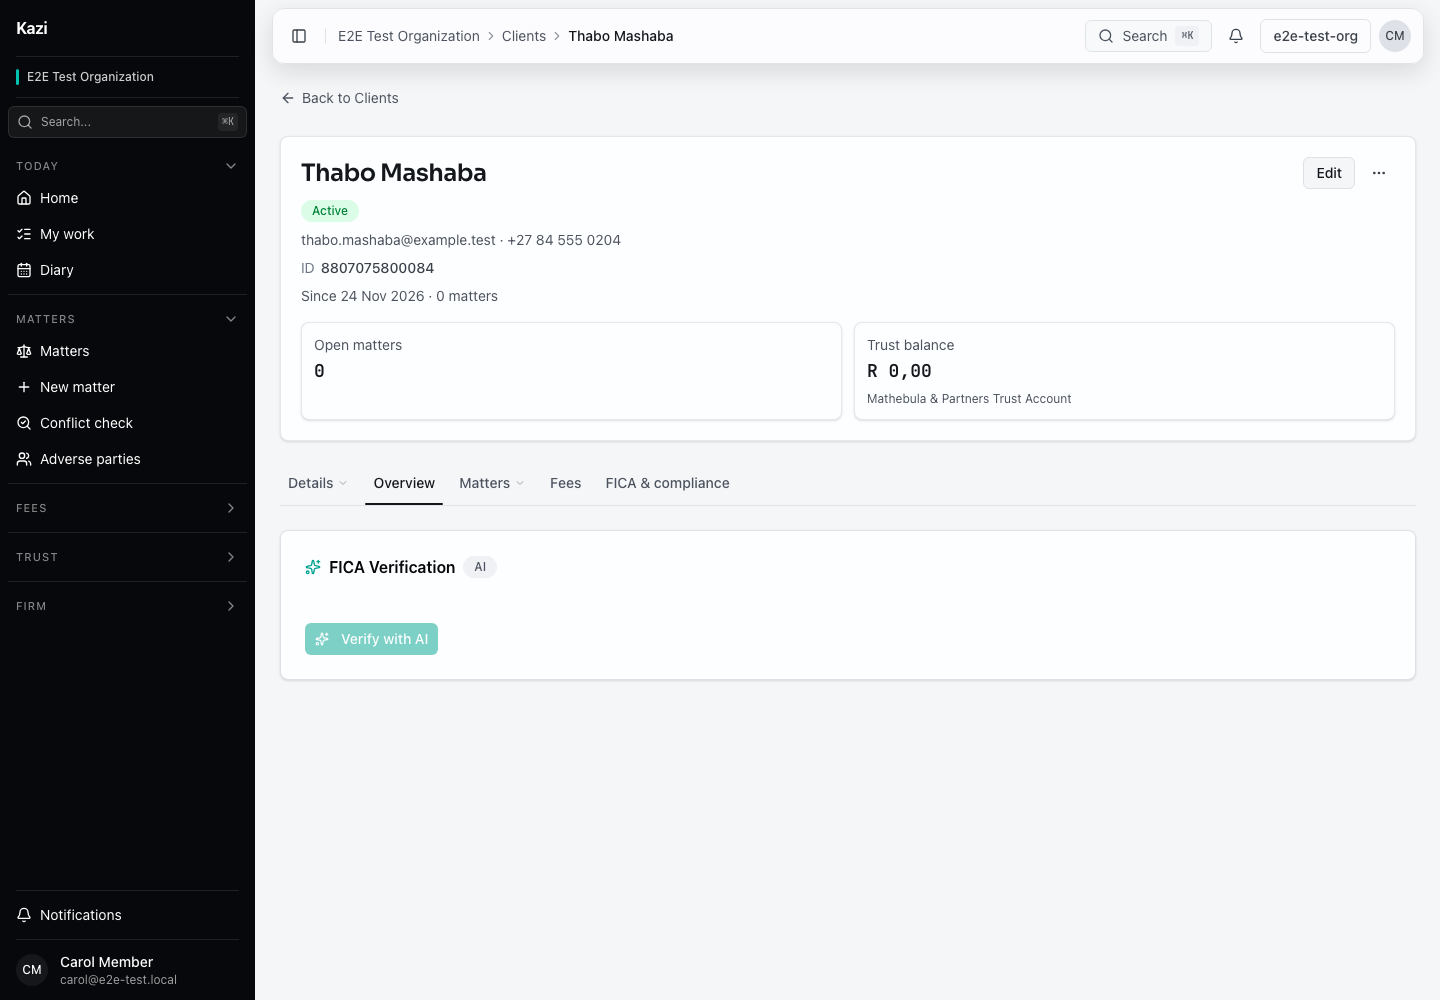 Kazi
E2E Test Organization
Search... ⌘K
TODAY
Home
My work
Diary
MATTERS
Matters
New matter
Conflict check
Adverse parties
FEES
TRUST
FIRM
Notifications
CM
Carol Member
carol@e2e-test.local
E2E Test Organization > Clients > Thabo Mashaba
Search ⌘K
e2e-test-org
CM
Back to Clients
Thabo Mashaba
Edit
Active
thabo.mashaba@example.test · +27 84 555 0204
ID 8807075800084
Since 24 Nov 2026 · 0 matters
Open matters
0
Trust balance
R 0,00
Mathebula & Partners Trust Account
Details
Overview
Matters
Fees
FICA & compliance
FICA Verification AI
Verify with AI